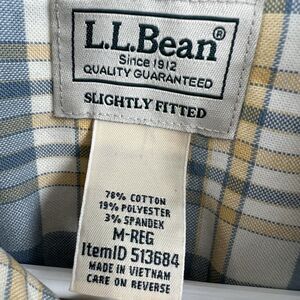 L.L.Bean®
Since 1912
QUALITY GUARANTEED
SLIGHTLY FITTED
78% COTTON
19% POLYESTER
3% SPANDEX
M-REG
ItemID 513684
MADE IN VIETNAM
CARE ON REVERSE